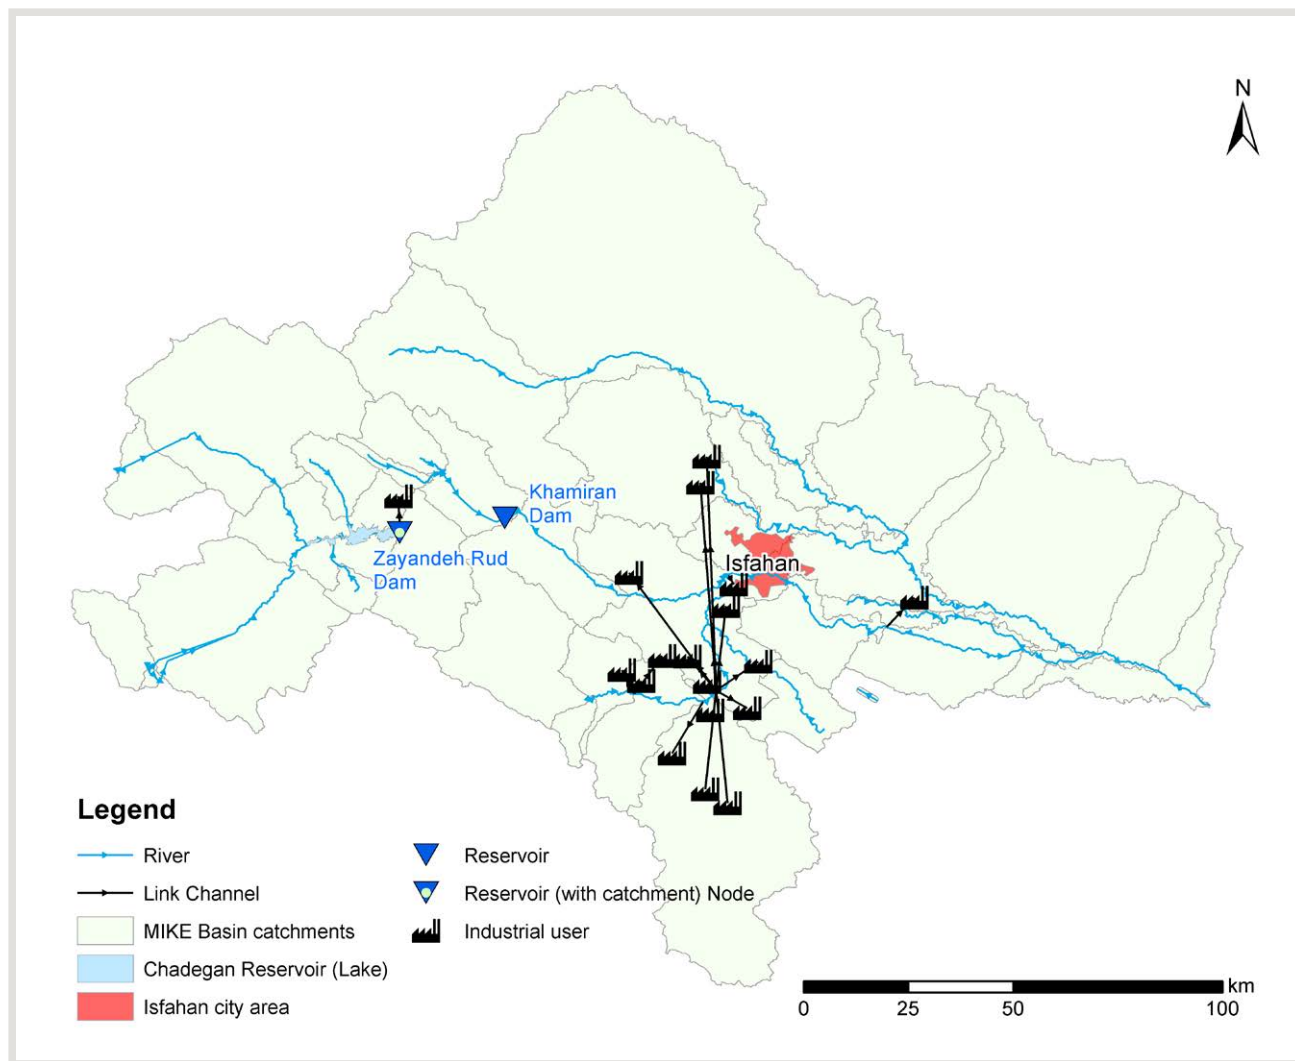 N
Khamiran
Dam
Zayandeh Rud
Dam
Isfahan
Legend
River
Link Channel
MIKE Basin catchments
Chadegan Reservoir (Lake)
Isfahan city area
Reservoir
Reservoir (with catchment) Node
Industrial user
km
0 25 50 100